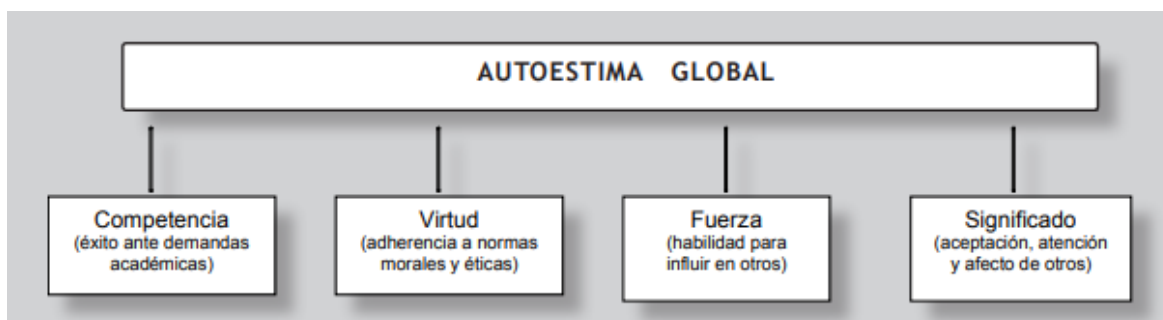 AUTOESTIMA GLOBAL
Competencia
(éxito ante demandas
académicas)
Virtud
(adherencia a normas
morales y éticas)
Fuerza
(habilidad para
influir en otros)
Significado
(aceptación, atención
y afecto de otros)